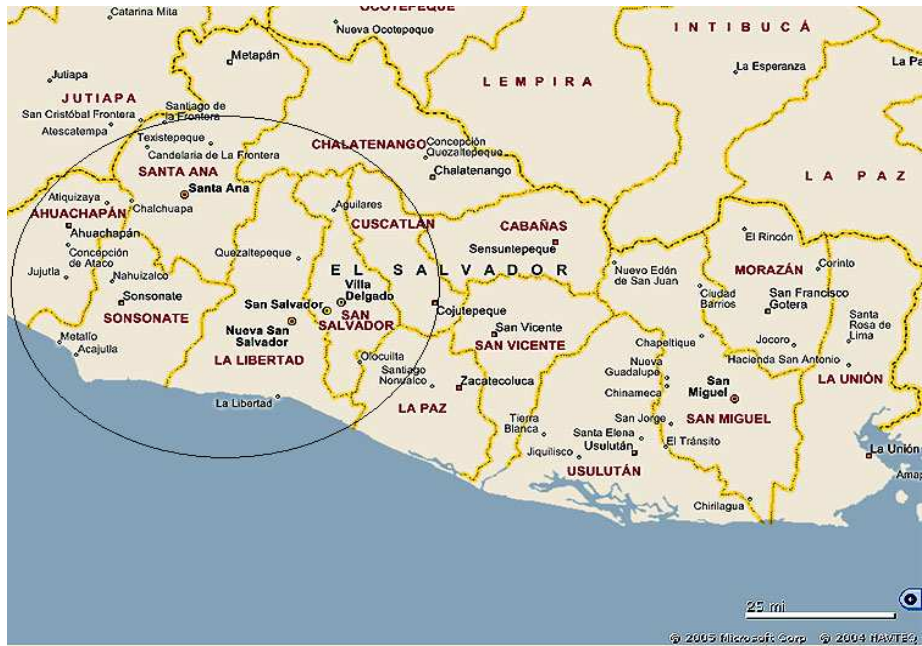 OCOTEPEQUE
Catarina Mita
Nueva Ocotepeque
INTIBUCÁ
Metapán
La Esperanza
La Pa
Jutiapa
LEMPIRA
JUTIAPA
Santiago de
la Frontera
San Cristóbal Frontera
Atescatempa
Texistepeque
CHALATENANGO
Concepción
Quezaltepeque
Candelaria de La Frontera
SANTA ANA
Chalatenango
LA PAZ
Santa Ana
Atiquizaya
Chalchuapa
Aguilares
AHUACHAPÁN
CUSCATLÁN
CABAÑAS
Ahuachapán
El Rincón
Concepción
de Ataco
Quezaltepeque
Sensuntepeque
Jujutla
Nahuizalco
EL SALVADOR
Nuevo Edén
de San Juan
MORAZÁN
Corinto
Villa
Delgado
Sonsonate
San Salvador
Cojutepeque
Ciudad
Barrios
San Francisco
Gotera
SONSONATE
SAN
SALVADOR
Nueva San
Salvador
San Vicente
SAN VICENTE
Santa
Rosa de
Lima
Metalío
Acajulla
Chapeltique
Jocoro
LA LIBERTAD
Olocuilta
Nueva
Guadalupe
Hacienda San Antonio
Santiago
Nonualco
Zacatecoluca
Chinameca
San
Miguel
LA UNIÓN
La Libertad
LA PAZ
Tierra
Blanca
San Jorge
SAN MIGUEL
Santa Elena
Usulután
El Tránsito
Jiquilisco
La Unión
USULUTÁN
Amap
Chirilagua
25 mi
© 2005 Microsoft Corp © 2004 NAVTEQ